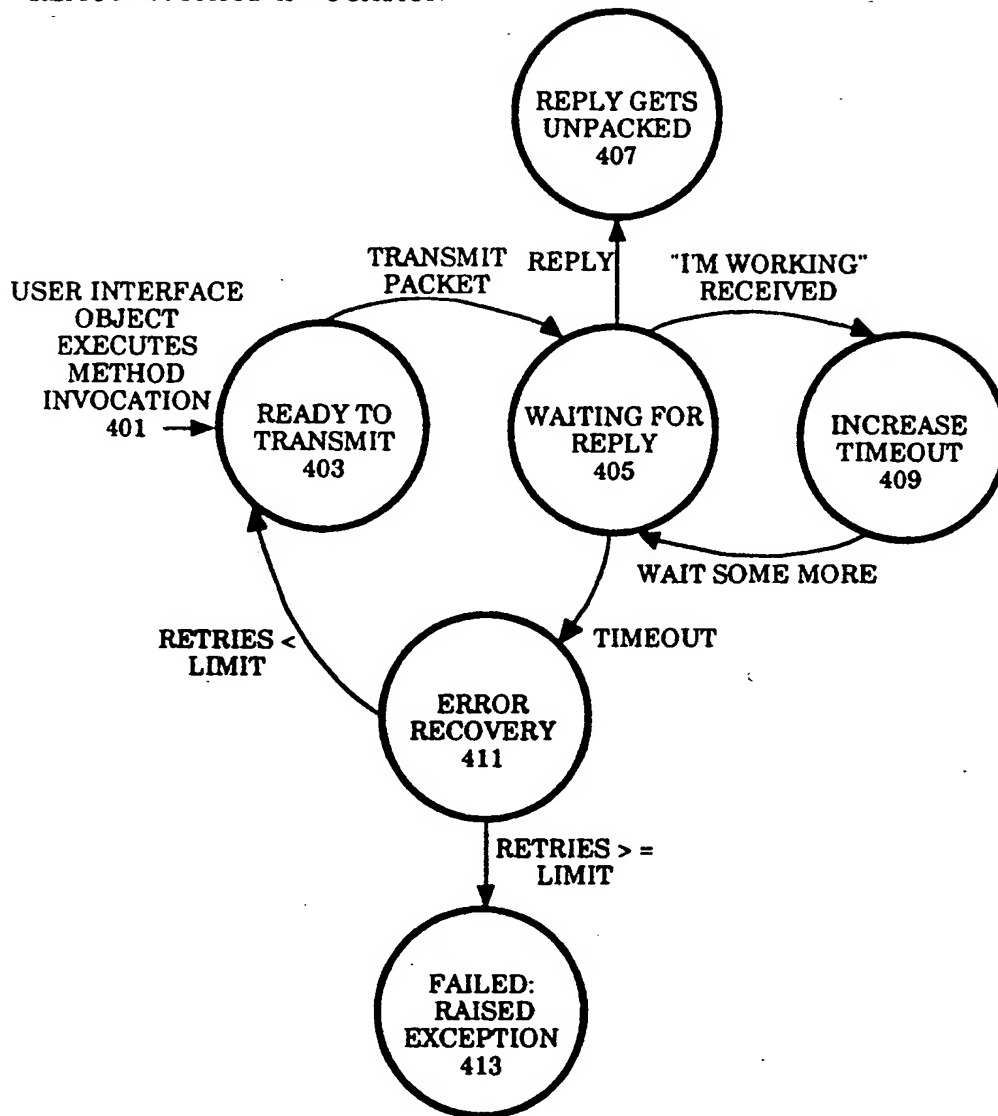 REPLY GETS
UNPACKED
407
TRANSMIT
PACKET
REPLY
"I'M WORKING"
RECEIVED
USER INTERFACE
OBJECT
EXECUTES
METHOD
INVOCATION
401
READY TO
TRANSMIT
403
WAITING FOR
REPLY
405
INCREASE
TIMEOUT
409
WAIT SOME MORE
TIMEOUT
RETRIES <
LIMIT
ERROR
RECOVERY
411
RETRIES > =
LIMIT
FAILED:
RAISED
EXCEPTION
413